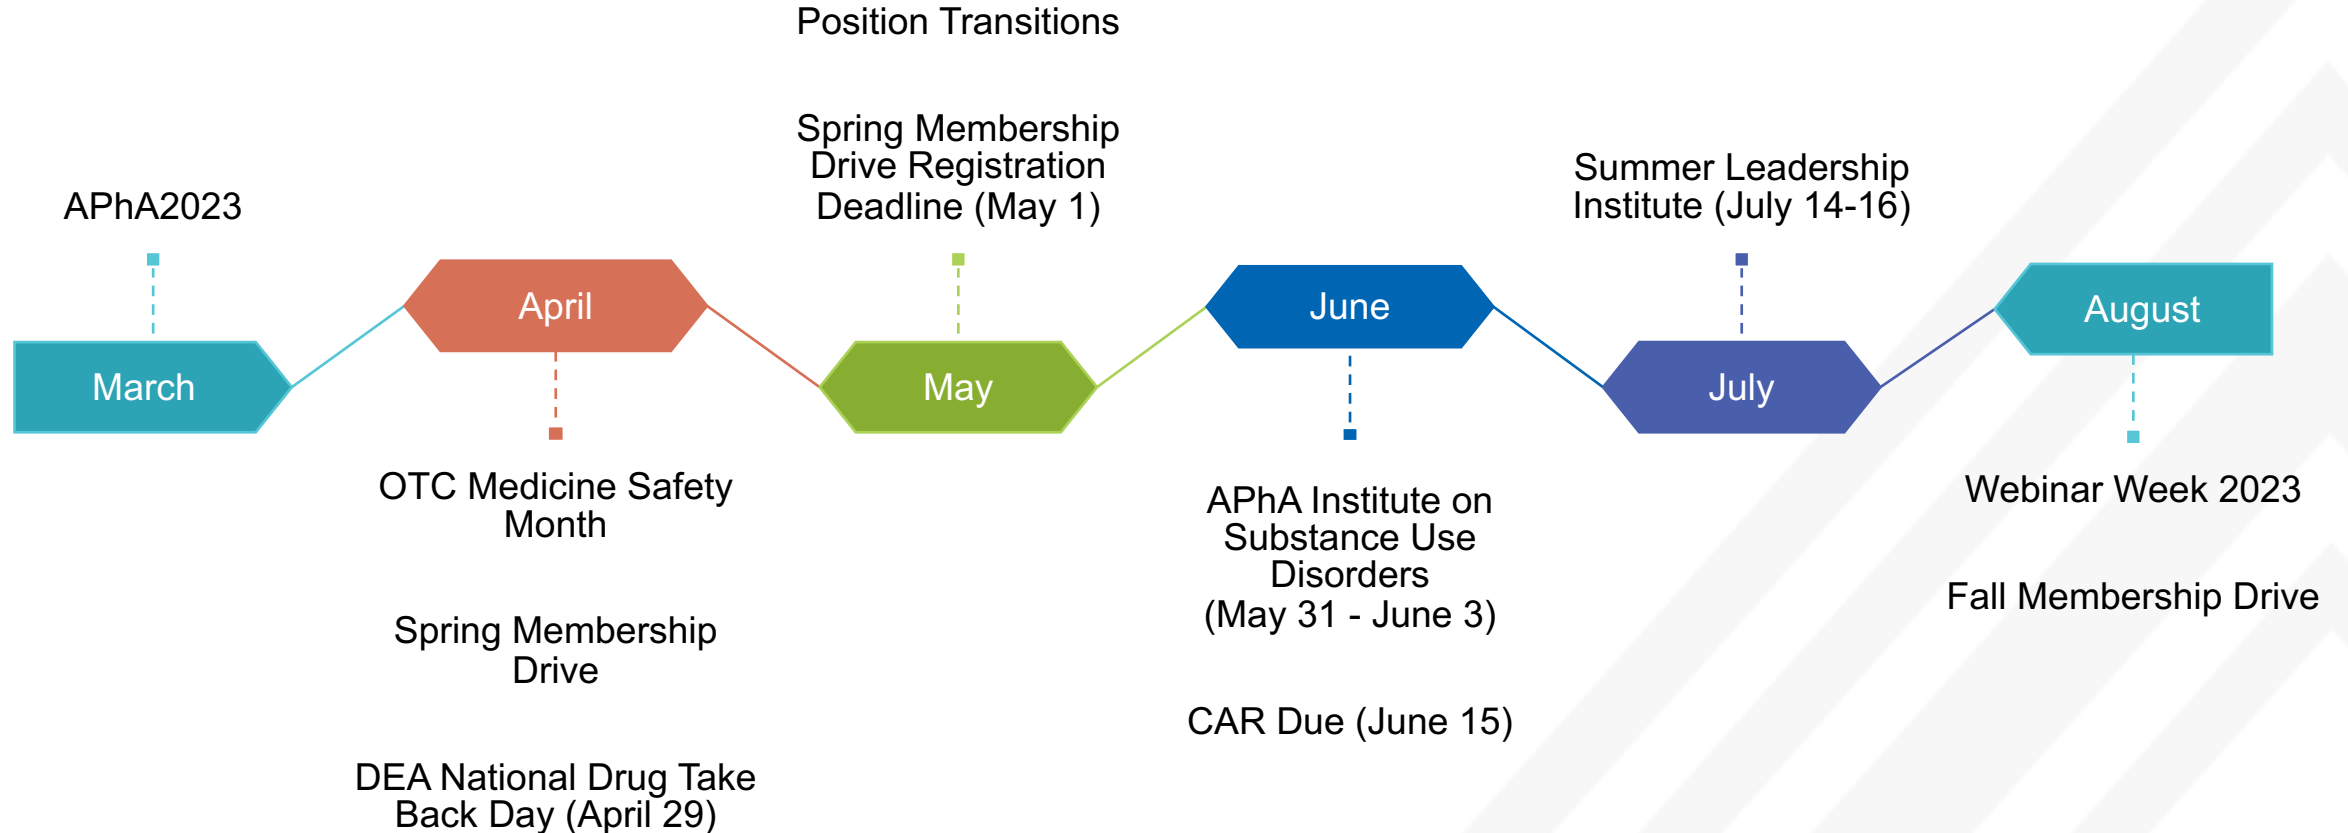 Position Transitions
Spring Membership
Drive Registration
Deadline (May 1)
APhA2023
Summer Leadership
Institute (July 14-16)
March
April
May
June
July
August
OTC Medicine Safety
Month
Spring Membership
Drive
DEA National Drug Take
Back Day (April 29)
APhA Institute on
Substance Use
Disorders
(May 31 - June 3)
CAR Due (June 15)
Webinar Week 2023
Fall Membership Drive